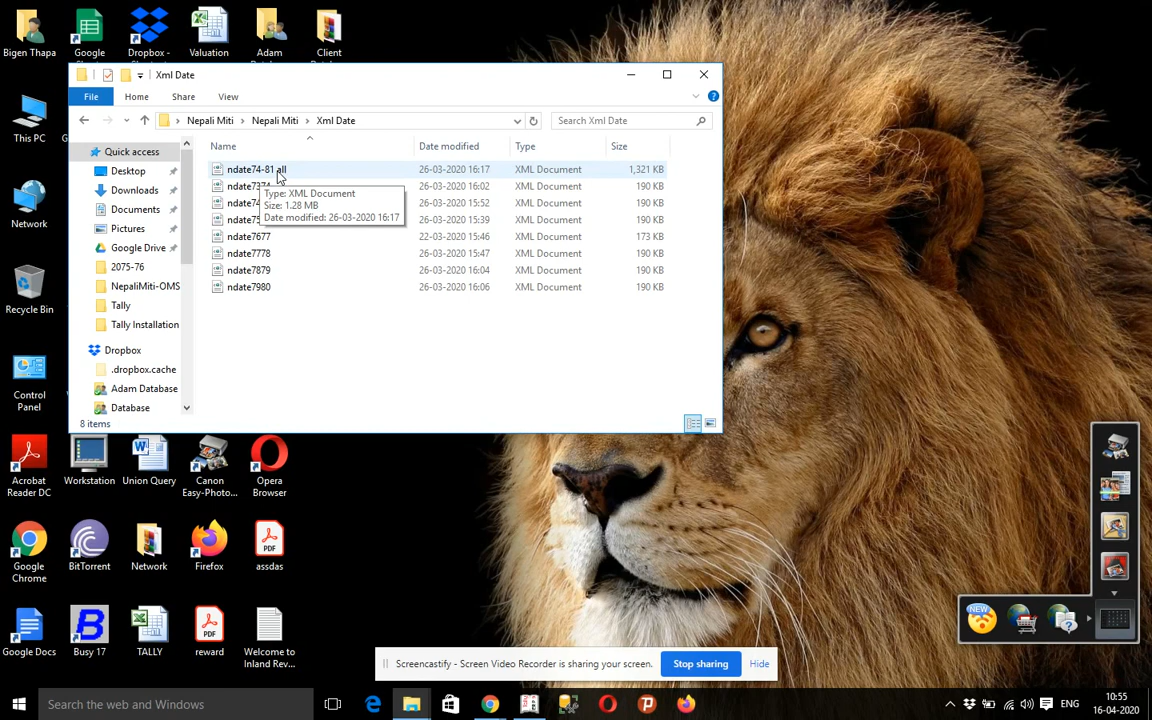 Bigen Thapa
Google
Dropbox -
Valuation
Adam
Client
This PC
Network
Recycle Bin
Control
Panel
Xml Date
File
Home
Share
View
Nepali Miti > Nepali Miti > Xml Date
Search Xml Date
Name
Date modified
Type
Size
ndate74-81 all
26-03-2020 16:17
XML Document
1,321 KB
26-03-2020 16:02
XML Document
190 KB
26-03-2020 15:52
XML Document
190 KB
26-03-2020 15:39
XML Document
190 KB
ndate7677
22-03-2020 15:46
XML Document
173 KB
ndate7778
26-03-2020 15:47
XML Document
190 KB
ndate7879
26-03-2020 16:04
XML Document
190 KB
ndate7980
26-03-2020 16:06
XML Document
190 KB
Type: XML Document
Size: 1.28 MB
Date modified: 26-03-2020 16:17
Quick access
Desktop
Downloads
Documents
Pictures
Google Drive
2075-76
NepaliMiti-OMS
Tally
Tally Installation
Dropbox
.dropbox.cache
Adam Database
Database
8 items
Acrobat
Reader DC
Workstation
Union Query
Canon
Easy-Photo...
Opera
Browser
Google
Chrome
BitTorrent
Network
Firefox
PDF
assdas
Google Docs
B
Busy 17
TALLY
PDF
reward
Welcome to
Inland Rev...
NEW
Screencastify - Screen Video Recorder is sharing your screen.
Stop sharing
Hide
Search the web and Windows
ENG
10:55
16-04-2020